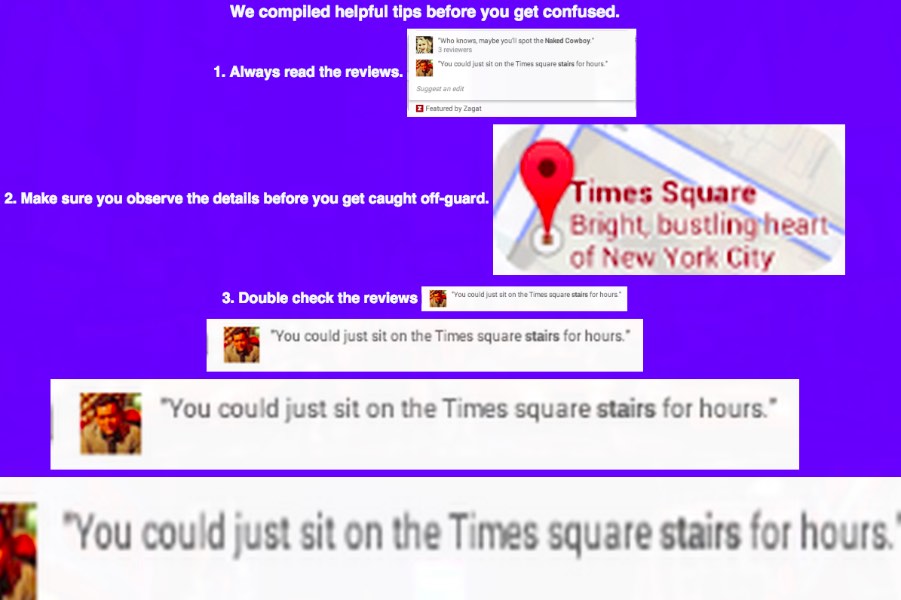 We compiled helpful tips before you get confused.
"Who knows, maybe you'll spot the Naked Cowboy."
3 reviewers
1. Always read the reviews.
"You could just sit on the Times square stairs for hours."
Suggest an edit
Featured by Zagat
Times Square
2. Make sure you observe the details before you get caught off-guard.
Bright, bustling heart
of New York City
3. Double check the reviews
"You could just sit on the Times square stairs for hours."
"You could just sit on the Times square stairs for hours."
"You could just sit on the Times square stairs for hours."
"You could just sit on the Times square stairs for hours."